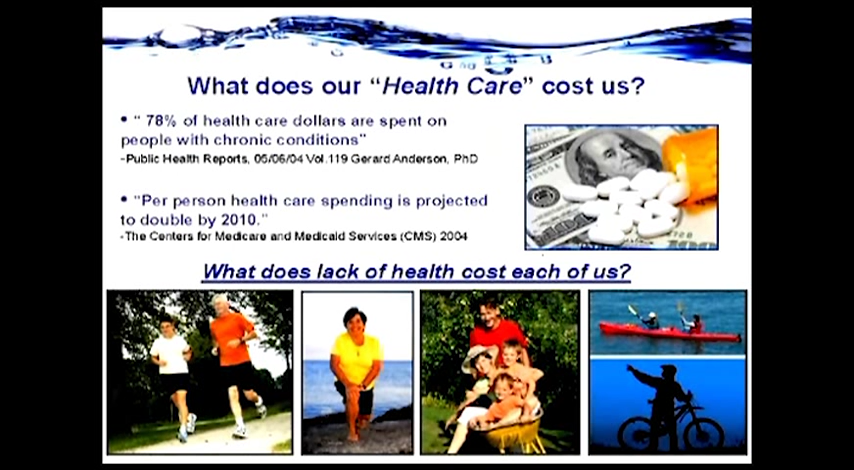 What does our “Health Care” cost us?
• “ 78% of health care dollars are spent on
people with chronic conditions”
-Public Health Reports, 05/06/04 Vol.119 Gerard Anderson, PhD
• “Per person health care spending is projected
to double by 2010.”
-The Centers for Medicare and Medicaid Services (CMS) 2004
What does lack of health cost each of us?